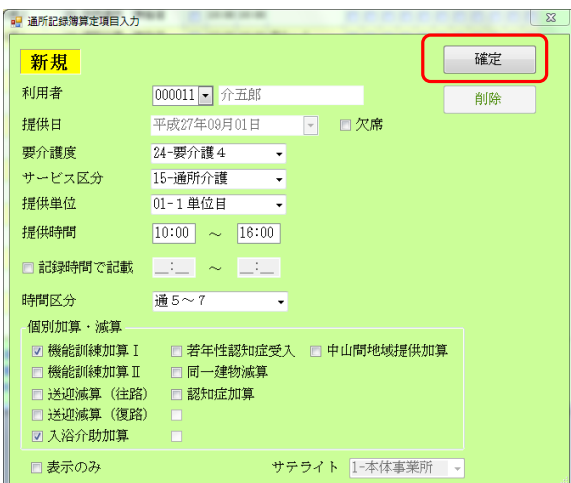 通所記録簿算定項目入力
新規
確定
利用者 000011 介五郎
削除
提供日 平成27年09月01日 欠席
要介護度 24-要介護4
サービス区分 15-通所介護
提供単位 01-1単位目
提供時間 10:00 ～ 16:00
記録時間で記載 __:__ ～ __:__
時間区分 通5～7
個別加算・減算
機能訓練加算Ⅰ 若年性認知症受入 中山間地域提供加算
機能訓練加算Ⅱ 同一建物減算
送迎減算（往路） 認知症加算
送迎減算（復路）
入浴介助加算
表示のみ サテライト 1-本体事業所